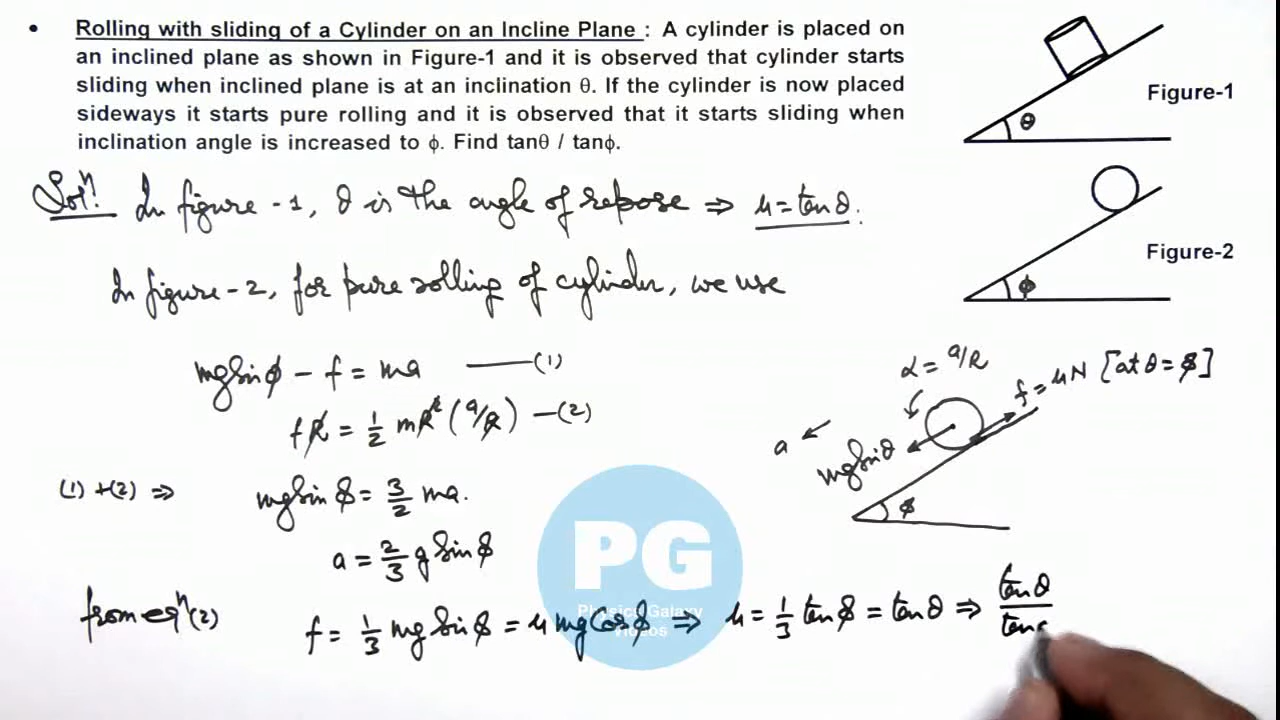 • Rolling with sliding of a Cylinder on an Incline Plane : A cylinder is placed on
an inclined plane as shown in Figure-1 and it is observed that cylinder starts
sliding when inclined plane is at an inclination θ. If the cylinder is now placed
sideways it starts pure rolling and it is observed that it starts sliding when
inclination angle is increased to ϕ. Find tanθ / tanϕ.
θ
Figure-1
Solⁿ: In figure -1, θ is the angle of repose ⇒ μ = tanθ.
ϕ
Figure-2
In figure -2, for pure rolling of cylinder, we use
mg sinϕ - f = ma —(1)
fR = 1/2 mR² (a/R) —(2)
(1) + (2) ⇒ mg sin ϕ = 3/2 ma.
a = 2/3 g sin ϕ
α = a/R
f = μN [at θ = ϕ]
a
mg sinθ
ϕ
PG
Physics Galaxy
Videos
from eqⁿ (2) f = 1/3 mg sin ϕ = μ mg cos ϕ ⇒ μ = 1/3 tan ϕ = tan θ ⇒ tan θ / tan